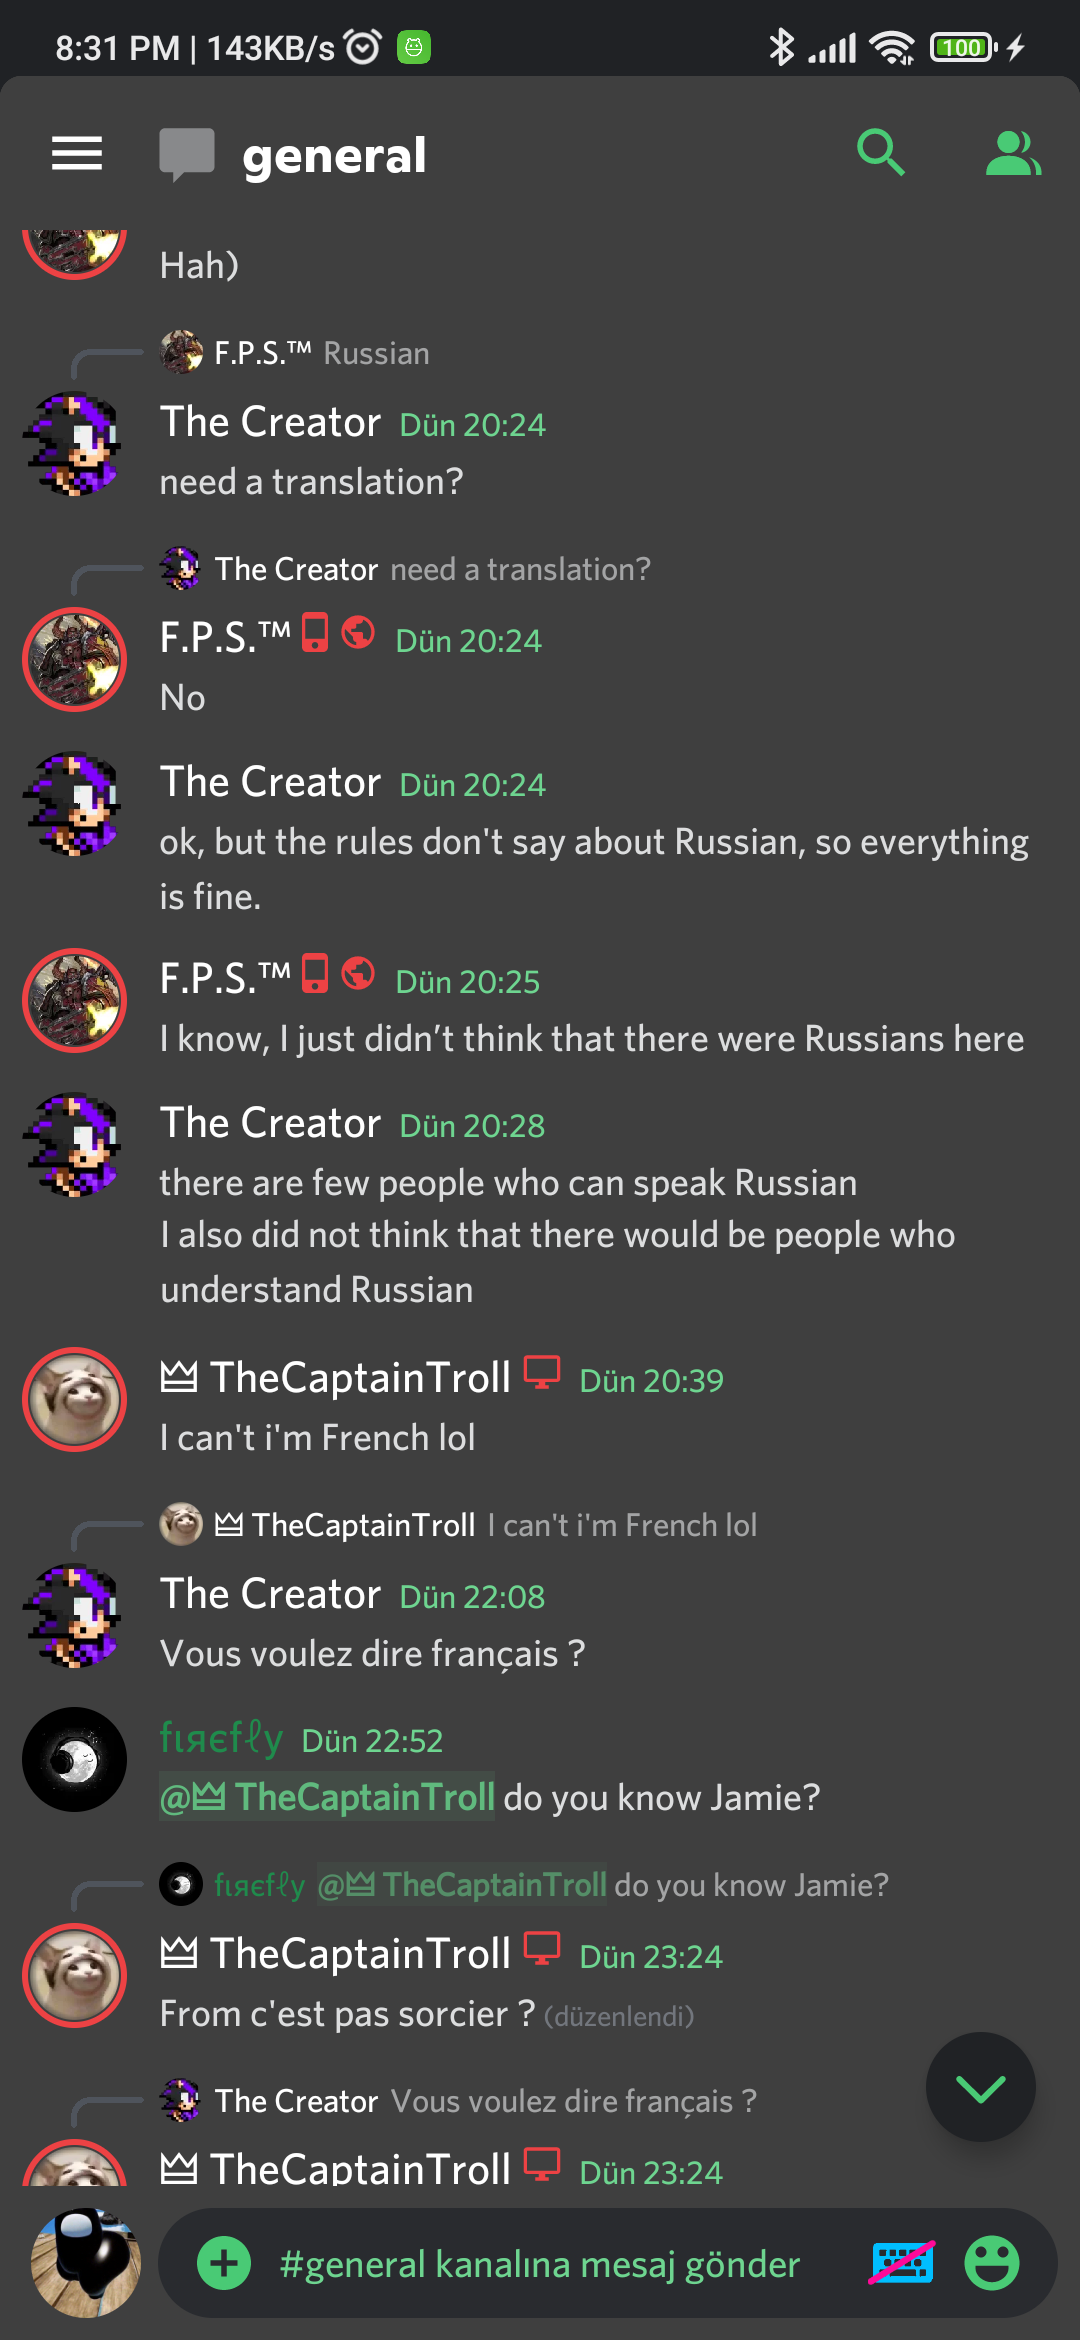 8:31 PM | 143KB/s
100
general
Hah)
F.P.S.™ Russian
The Creator Dün 20:24
need a translation?
The Creator need a translation?
F.P.S.™ Dün 20:24
No
The Creator Dün 20:24
ok, but the rules don't say about Russian, so everything
is fine.
F.P.S.™ Dün 20:25
I know, I just didn’t think that there were Russians here
The Creator Dün 20:28
there are few people who can speak Russian
I also did not think that there would be people who
understand Russian
TheCaptainTroll Dün 20:39
I can't i'm French lol
TheCaptainTroll I can't i'm French lol
The Creator Dün 22:08
Vous voulez dire français ?
fιяєfℓy Dün 22:52
@TheCaptainTroll do you know Jamie?
fιяєfℓy @TheCaptainTroll do you know Jamie?
TheCaptainTroll Dün 23:24
From c'est pas sorcier ? (düzenlendi)
The Creator Vous voulez dire français ?
TheCaptainTroll Dün 23:24
#general kanalına mesaj gönder